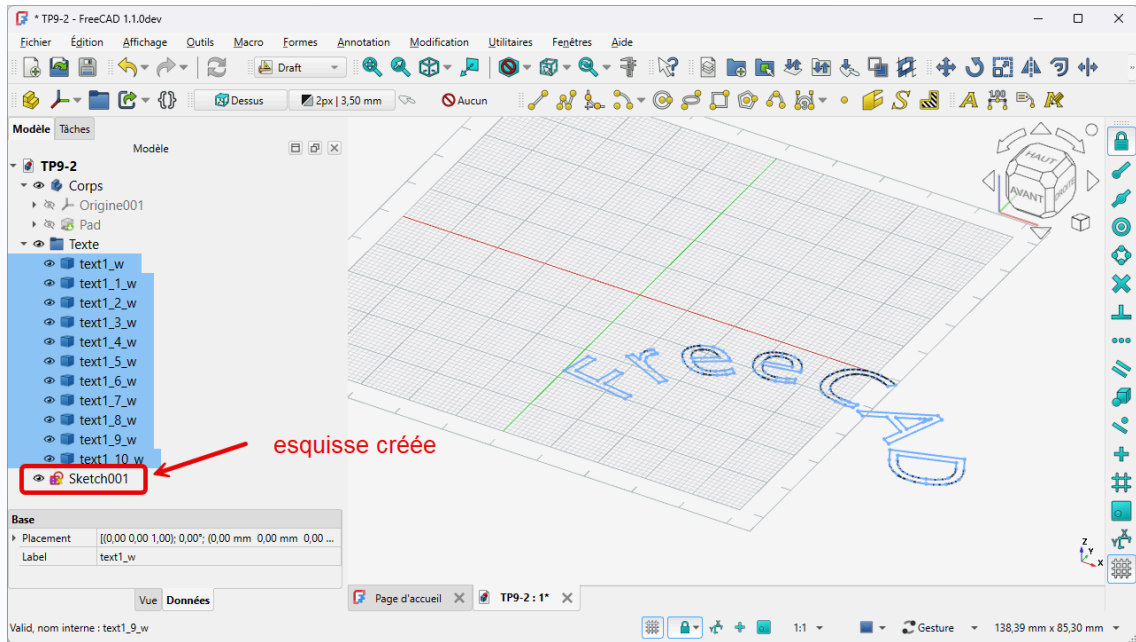 * TP9-2 - FreeCAD 1.1.0dev
Fichier Édition Affichage Outils Macro Formes Annotation Modification Utilitaires Fenêtres Aide
Draft
Dessus 2px | 3,50 mm Aucun
Modèle Tâches
Modèle
TP9-2
Corps
Origine001
Pad
Texte
text1_w
text1_1_w
text1_2_w
text1_3_w
text1_4_w
text1_5_w
text1_6_w
text1_7_w
text1_8_w
text1_9_w
text1_10_w
Sketch001
esquisse créée
FreeCAD
HAUT
AVANT
DROITE
Base
Placement [(0,00 0,00 1,00); 0,00°; (0,00 mm 0,00 mm 0,00 ...
Label text1_w
Vue Données
Z
Y
X
Page d'accueil TP9-2 : 1*
Valid, nom interne : text1_9_w 1:1 Gesture 138,39 mm x 85,30 mm